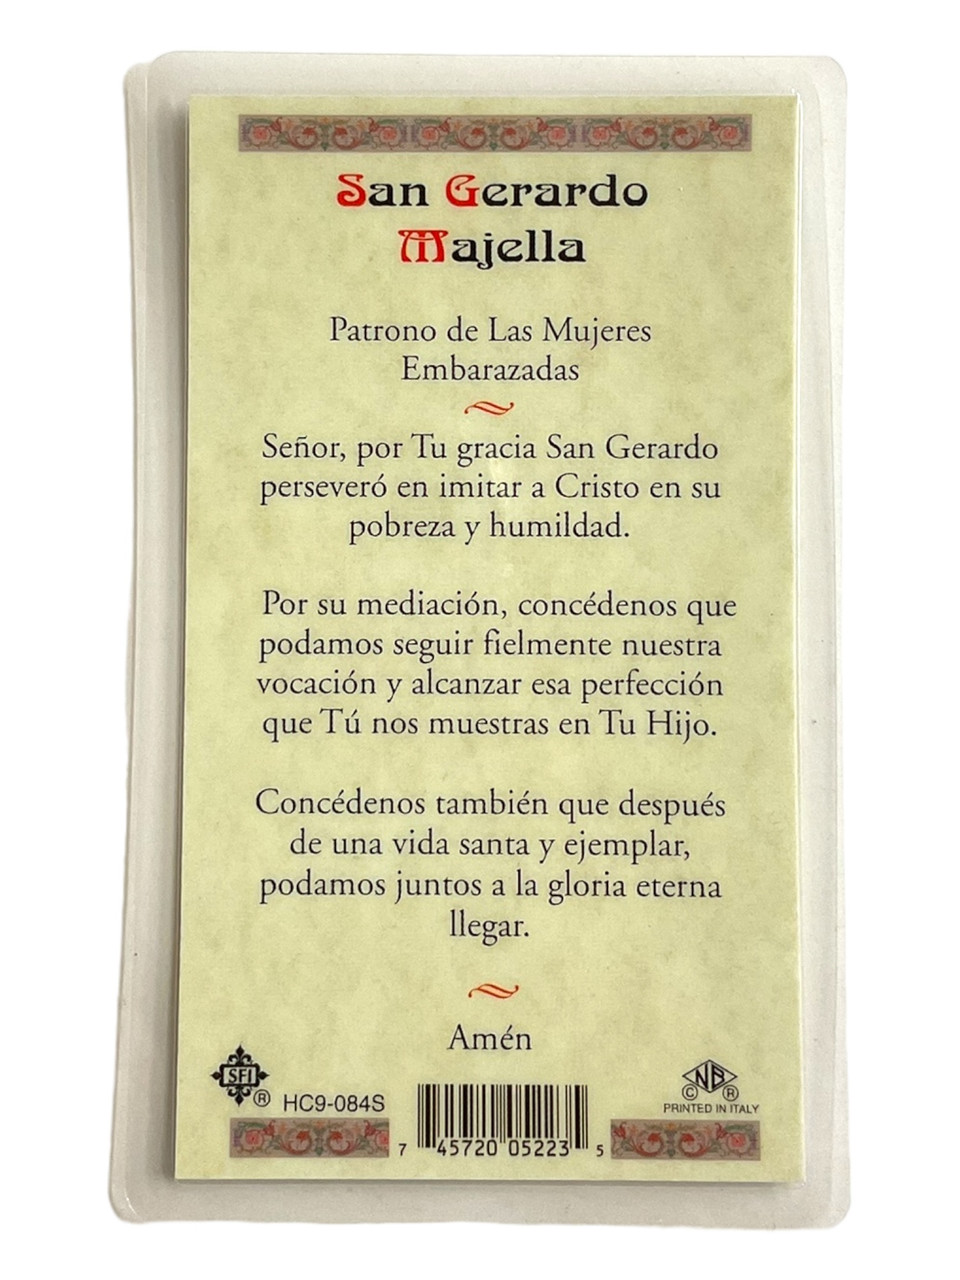 San Gerardo
Majella
Patrono de Las Mujeres
Embarazadas
Señor, por Tu gracia San Gerardo
perseveró en imitar a Cristo en su
pobreza y humildad.
Por su mediación, concédenos que
podamos seguir fielmente nuestra
vocación y alcanzar esa perfección
que Tú nos muestras en Tu Hijo.
Concédenos también que después
de una vida santa y ejemplar,
podamos juntos a la gloria eterna
llegar.
Amén
SFI ® HC9-084S
NB © ®
PRINTED IN ITALY
7 45720 05223 5